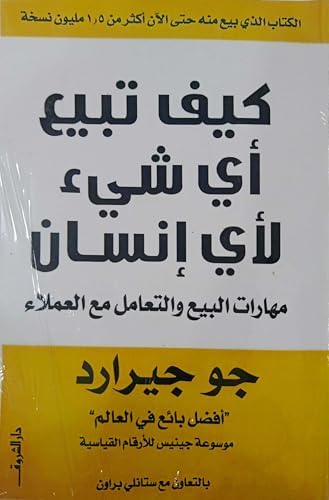 الكتاب الذي بيع منه حتى الآن أكثر من ١,٥ مليون نسخة
كيف تبيع
أي شيء
لأي إنسان
مهارات البيع والتعامل مع العملاء
جو جيرارد
"أفضل بائع في العالم"
موسوعة جينيس للأرقام القياسية
بالتعاون مع ستانلي براون
دار الشروق